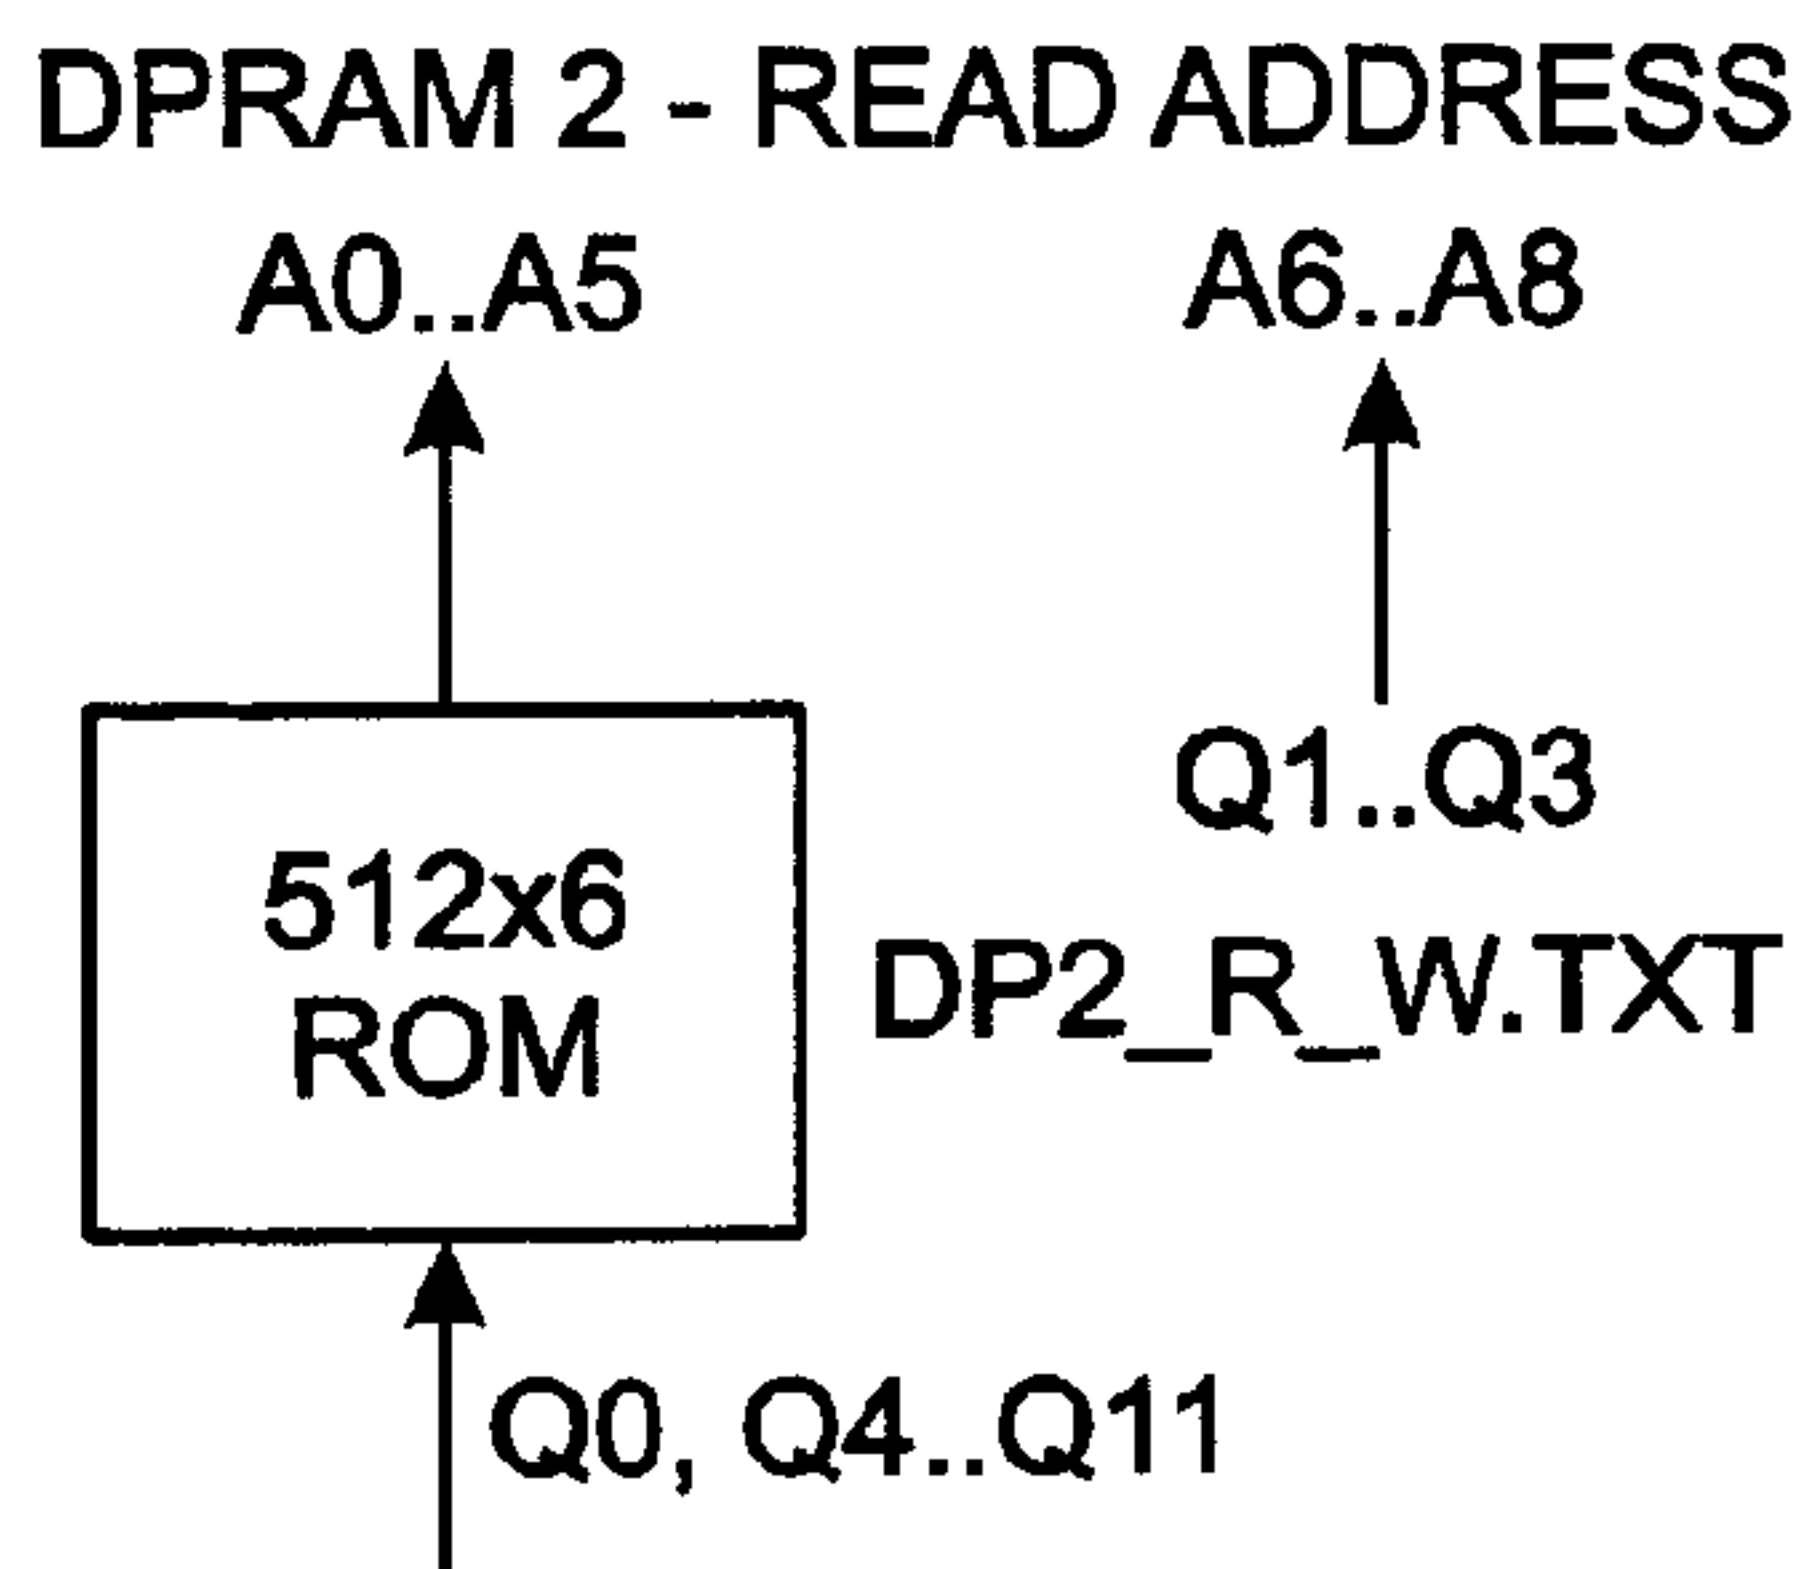 DPRAM 2 - READ ADDRESS
A0..A5 A6..A8
Q1..Q3
512x6
ROM
DP2_R_W.TXT
Q0, Q4..Q11